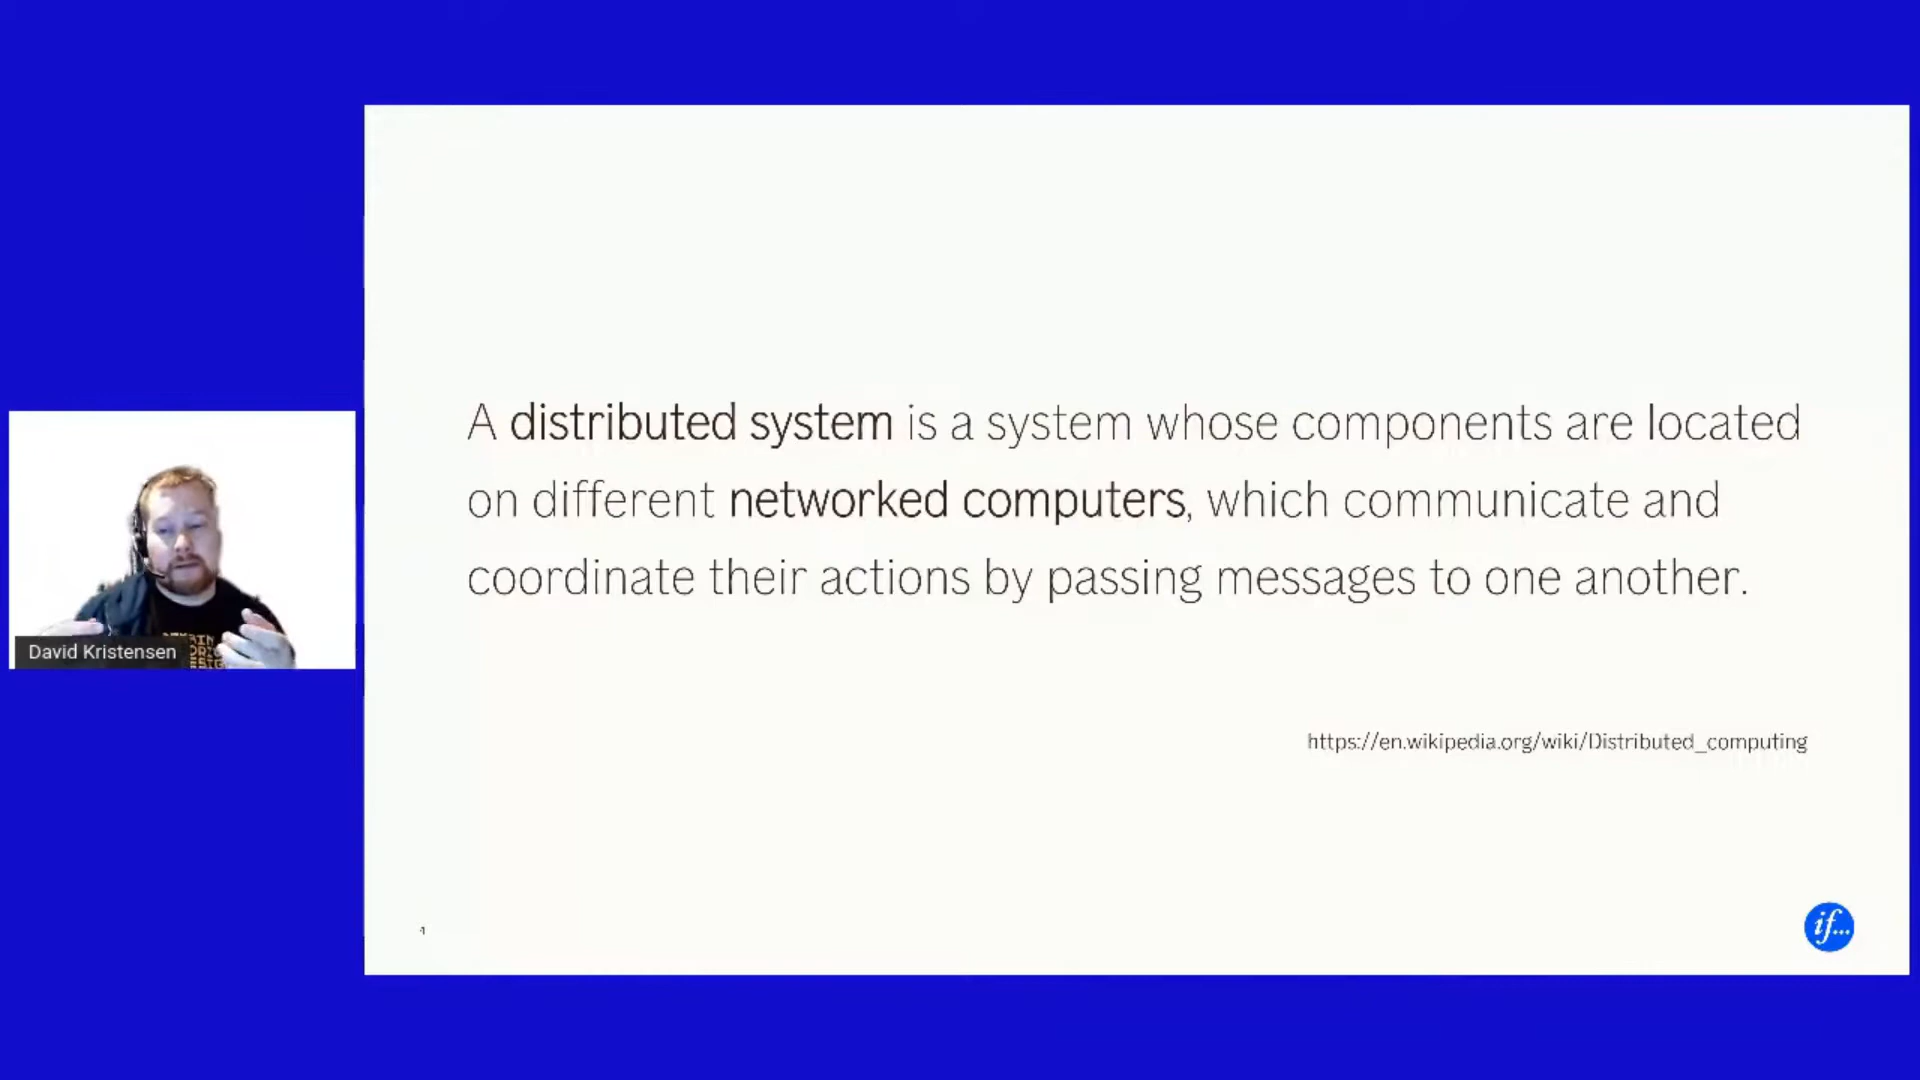 A distributed system is a system whose components are located
on different networked computers, which communicate and
coordinate their actions by passing messages to one another.
https://en.wikipedia.org/wiki/Distributed_computing
David Kristensen
4
if...